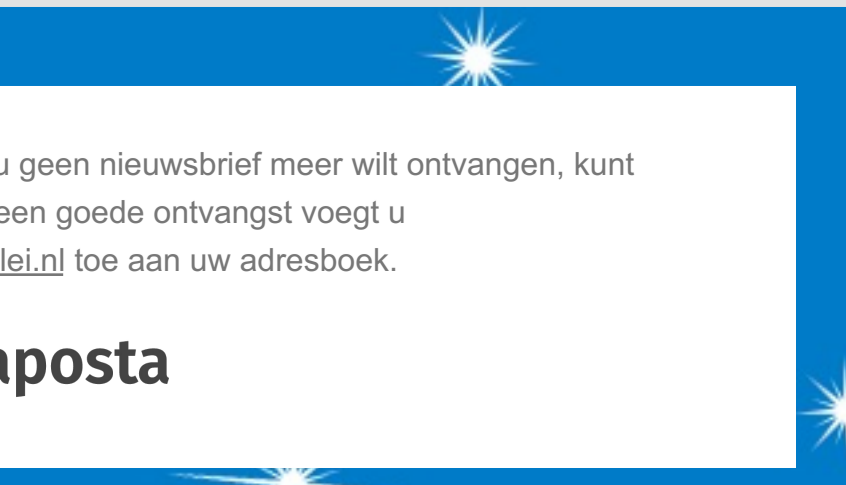 u geen nieuwsbrief meer wilt ontvangen, kunt
een goede ontvangst voegt u
lei.nl toe aan uw adresboek.
aposta